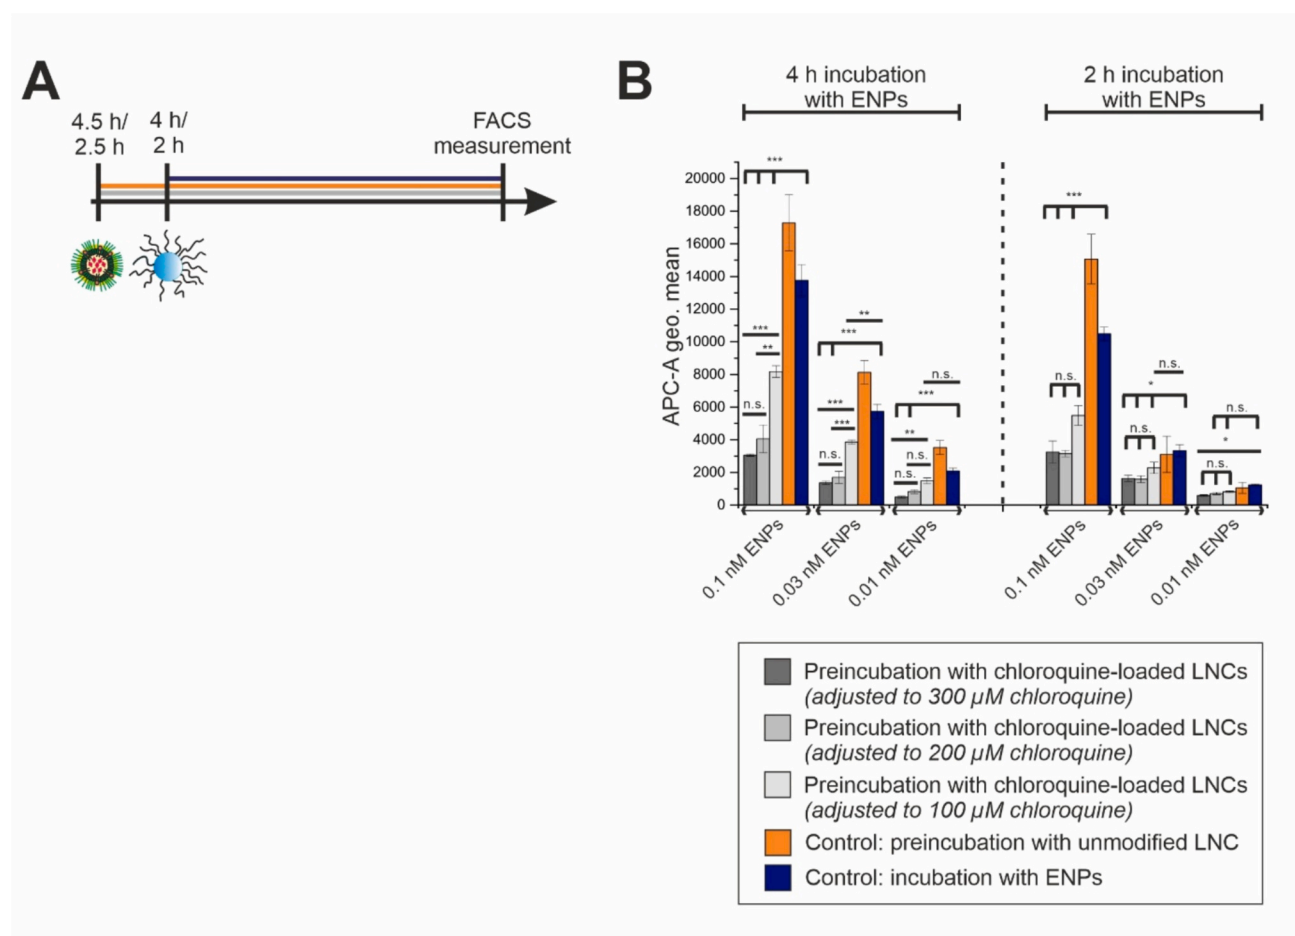 A
4.5 h/
2.5 h
4 h/
2 h
FACS
measurement
B
4 h incubation
with ENPs
2 h incubation
with ENPs
APC-A geo. mean
20000
18000
16000
14000
12000
10000
8000
6000
4000
2000
0
***
***
**
n.s.
**
***
***
***
n.s.
n.s.
***
**
n.s.
n.s.
***
n.s.
n.s.
*
n.s.
n.s.
*
n.s.
0.1 nM ENPs
0.03 nM ENPs
0.01 nM ENPs
0.1 nM ENPs
0.03 nM ENPs
0.01 nM ENPs
Preincubation with chloroquine-loaded LNCs
(adjusted to 300 µM chloroquine)
Preincubation with chloroquine-loaded LNCs
(adjusted to 200 µM chloroquine)
Preincubation with chloroquine-loaded LNCs
(adjusted to 100 µM chloroquine)
Control: preincubation with unmodified LNC
Control: incubation with ENPs